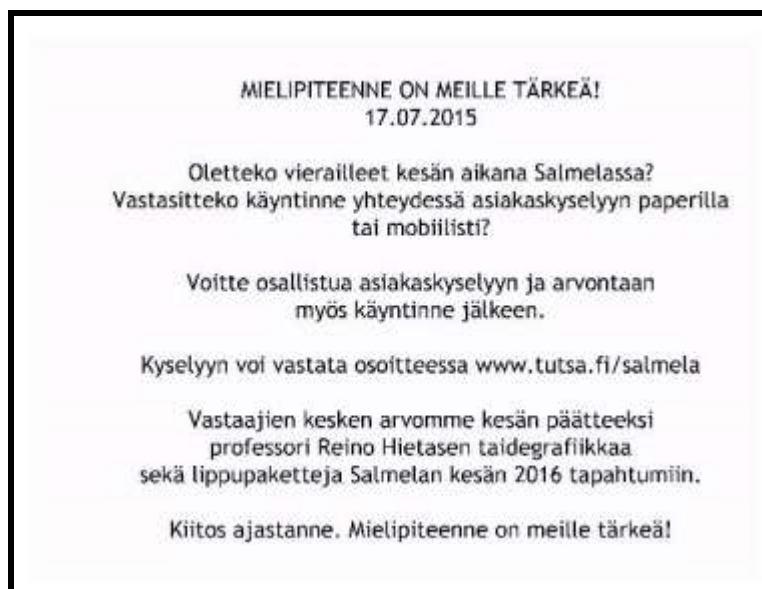 MIELIPITEENNE ON MEILLE TÄRKEÄ!
17.07.2015
Oletteko vierailleet kesän aikana Salmelassa?
Vastasitteko käyntinne yhteydessä asiakaskyselyyn paperilla
tai mobiilisti?
Voitte osallistua asiakaskyselyyn ja arvontaan
myös käyntinne jälkeen.
Kyselyyn voi vastata osoitteessa www.tutsa.fi/salmela
Vastaajien kesken arvomme kesän päätteeksi
professori Reino Hietasen taidegrafiikkaa
sekä lippupaketteja Salmelan kesän 2016 tapahtumiin.
Kiitos ajastanne. Mielipiteenne on meille tärkeä!